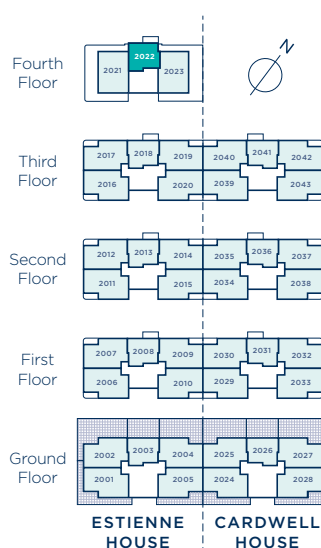 N
Fourth
Floor
2021 2022 2023
Third
Floor
2017 2018 2019 2040 2041 2042
2016 2020 2039 2043
Second
Floor
2012 2013 2014 2035 2036 2037
2011 2015 2034 2038
First
Floor
2007 2008 2009 2030 2031 2032
2006 2010 2029 2033
Ground
Floor
2002 2003 2004 2025 2026 2027
2001 2005 2024 2028
ESTIENNE
HOUSE
CARDWELL
HOUSE